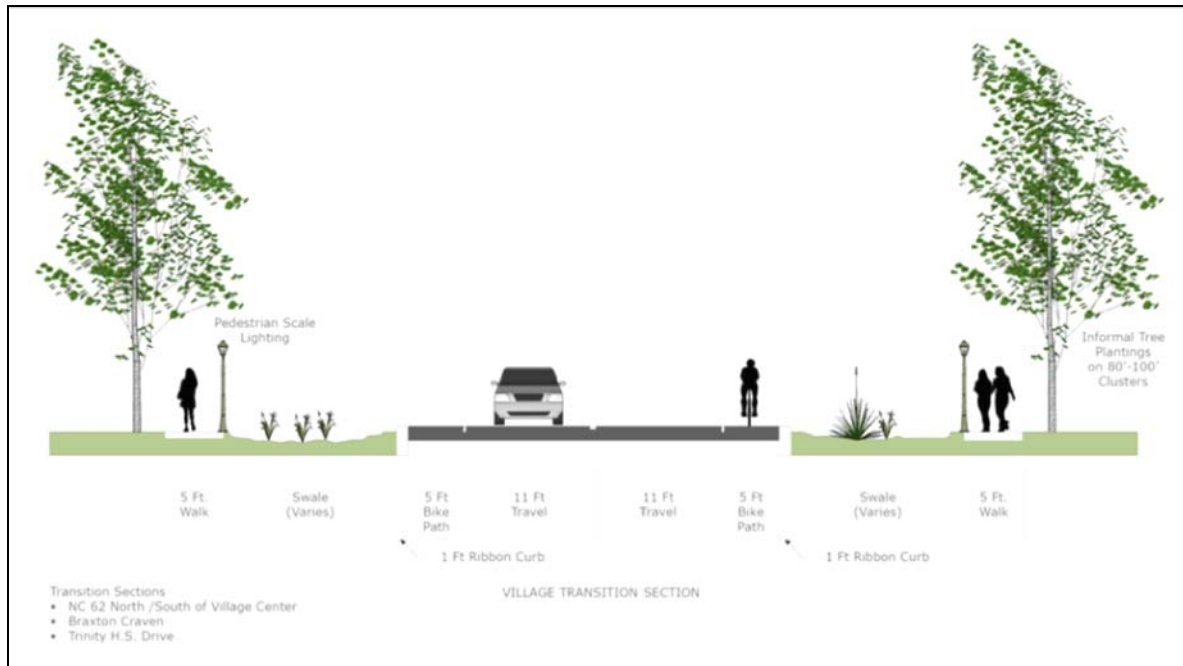 Pedestrian Scale
Lighting
Informal Tree
Plantings
on 80'-100'
Clusters
5 Ft.
Walk
Swale
(Varies)
5 Ft
Bike
Path
11 Ft
Travel
11 Ft
Travel
5 Ft
Bike
Path
Swale
(Varies)
5 Ft.
Walk
1 Ft Ribbon Curb
1 Ft Ribbon Curb
VILLAGE TRANSITION SECTION
Transition Sections
• NC 62 North /South of Village Center
• Braxton Craven
• Trinity H.S. Drive